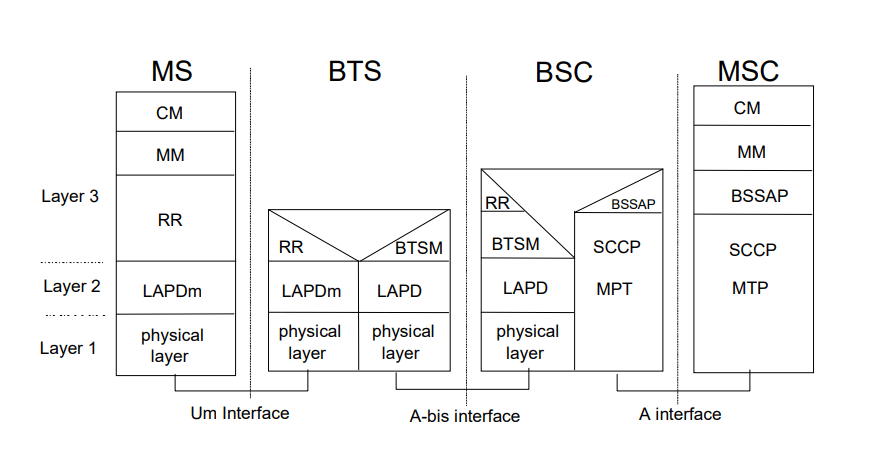 MS
BTS
BSC
MSC
CM
MM
RR
LAPDm
physical
layer
Layer 3
Layer 2
Layer 1
RR
BTSM
LAPDm
LAPD
physical
layer
physical
layer
RR
BSSAP
BTSM
SCCP
LAPD
MPT
physical
layer
CM
MM
BSSAP
SCCP
MTP
Um Interface
A-bis interface
A interface